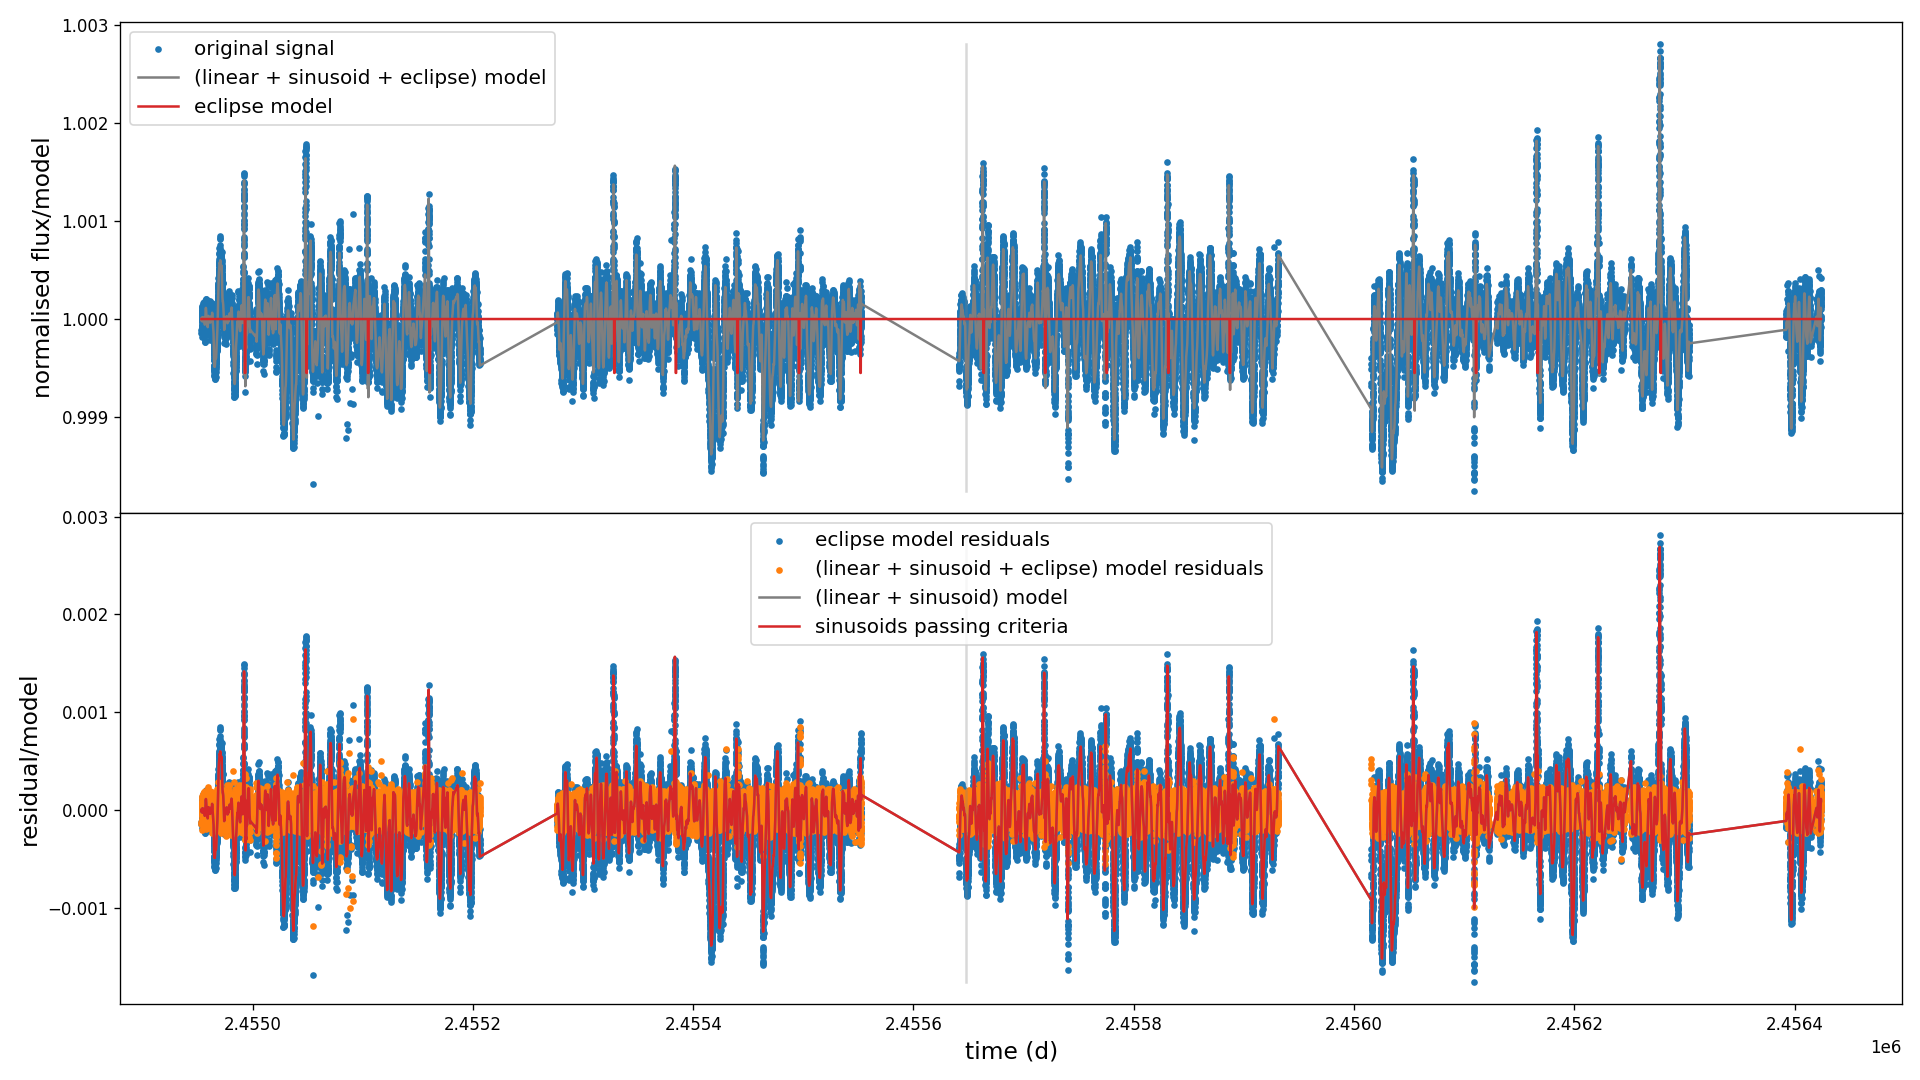 1.003
1.002
1.001
1.000
0.999
normalised flux/model
original signal
(linear + sinusoid + eclipse) model
eclipse model
0.003
0.002
0.001
0.000
−0.001
residual/model
eclipse model residuals
(linear + sinusoid + eclipse) model residuals
(linear + sinusoid) model
sinusoids passing criteria
2.4550 2.4552 2.4554 2.4556 2.4558 2.4560 2.4562 2.4564
1e6
time (d)